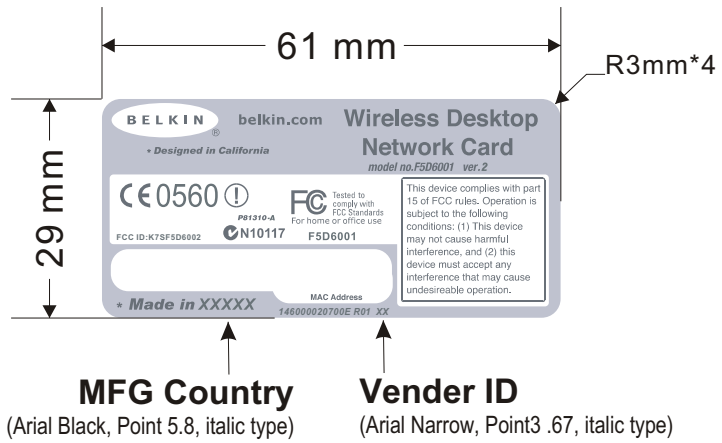 61 mm
R3mm*4
29 mm
BELKIN ®
belkin.com
* Designed in California
Wireless Desktop
Network Card
model no.F5D6001 ver.2
CE0560
P81310-A
FCC ID:K7SF5D6002
N10117
FC
Tested to
comply with
FCC Standards
For home or office use
F5D6001
This device complies with part
15 of FCC rules. Operation is
subject to the following
conditions: (1) This device
may not cause harmful
interference, and (2) this
device must accept any
interference that may cause
undesireable operation.
MAC Address
* Made in XXXXX
146000020700E R01 XX
MFG Country
(Arial Black, Point 5.8, italic type)
Vender ID
(Arial Narrow, Point3 .67, italic type)